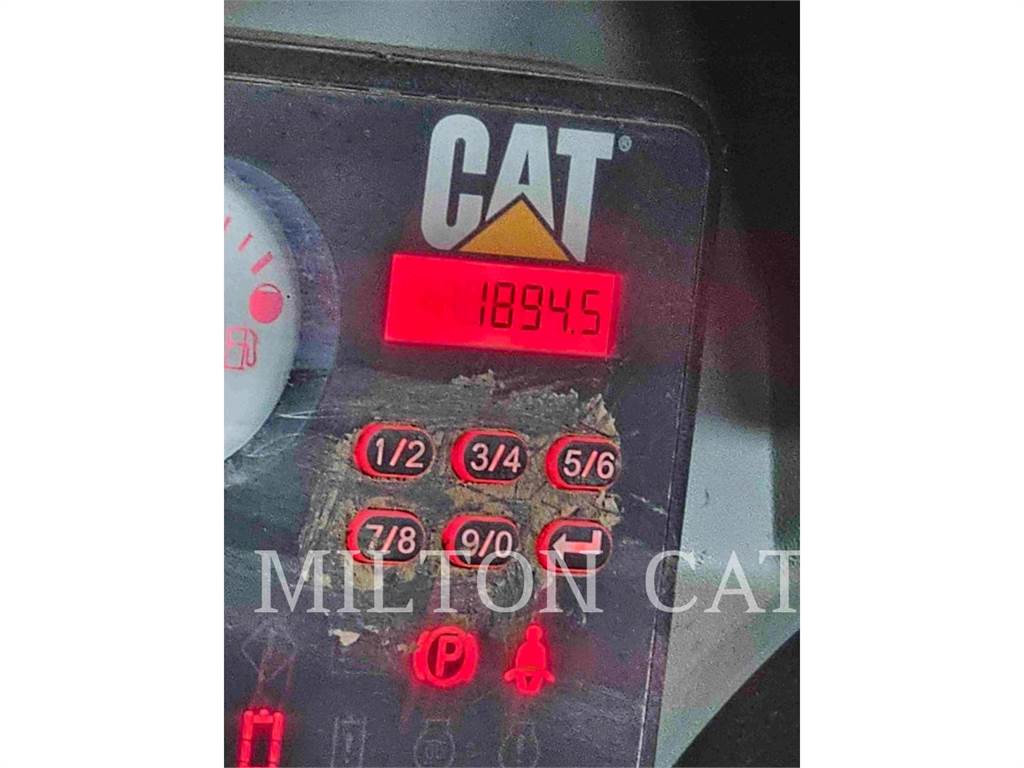 CAT®
1894.5
1/2 3/4 5/6
7/8 9/0
MILTON CAT
P